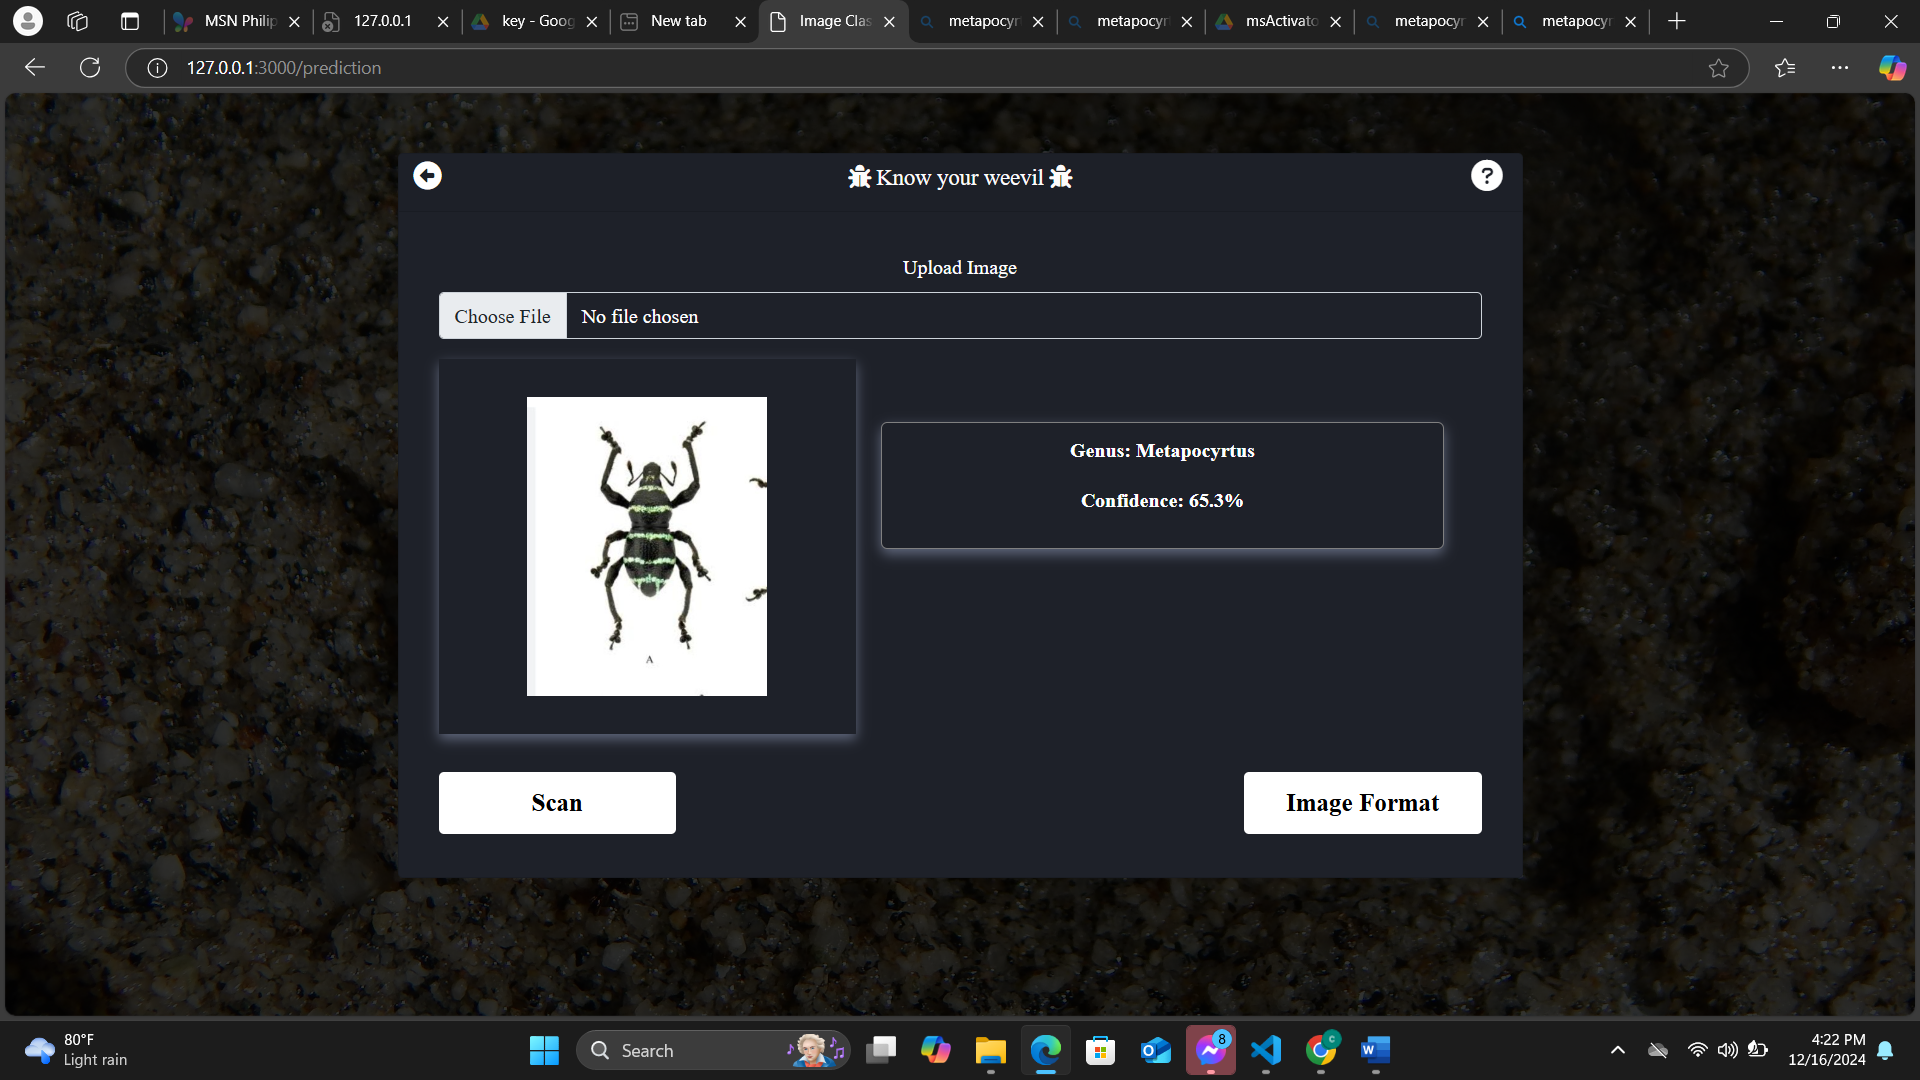 MSN Philip
127.0.0.1
key - Goog
New tab
Image Clas
metapocyr
metapocyr
msActivato
metapocyr
metapocyr
127.0.0.1:3000/prediction
Know your weevil
?
Upload Image
Choose File
No file chosen
A
Genus: Metapocyrtus
Confidence: 65.3%
Scan
Image Format
80°F
Light rain
Search
8
c
4:22 PM
12/16/2024